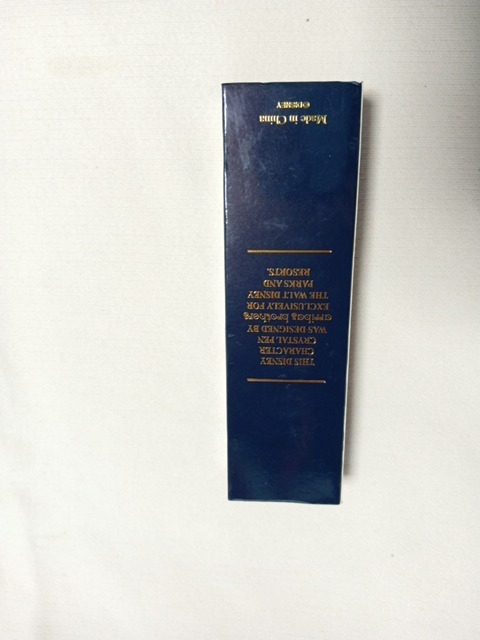 THIS DISNEY
CHARACTER
CRYSTAL PEN
WAS DESIGNED BY
arribas brothers
EXCLUSIVELY FOR
THE WALT DISNEY
PARKS AND
RESORTS.
©DISNEY
Made in China